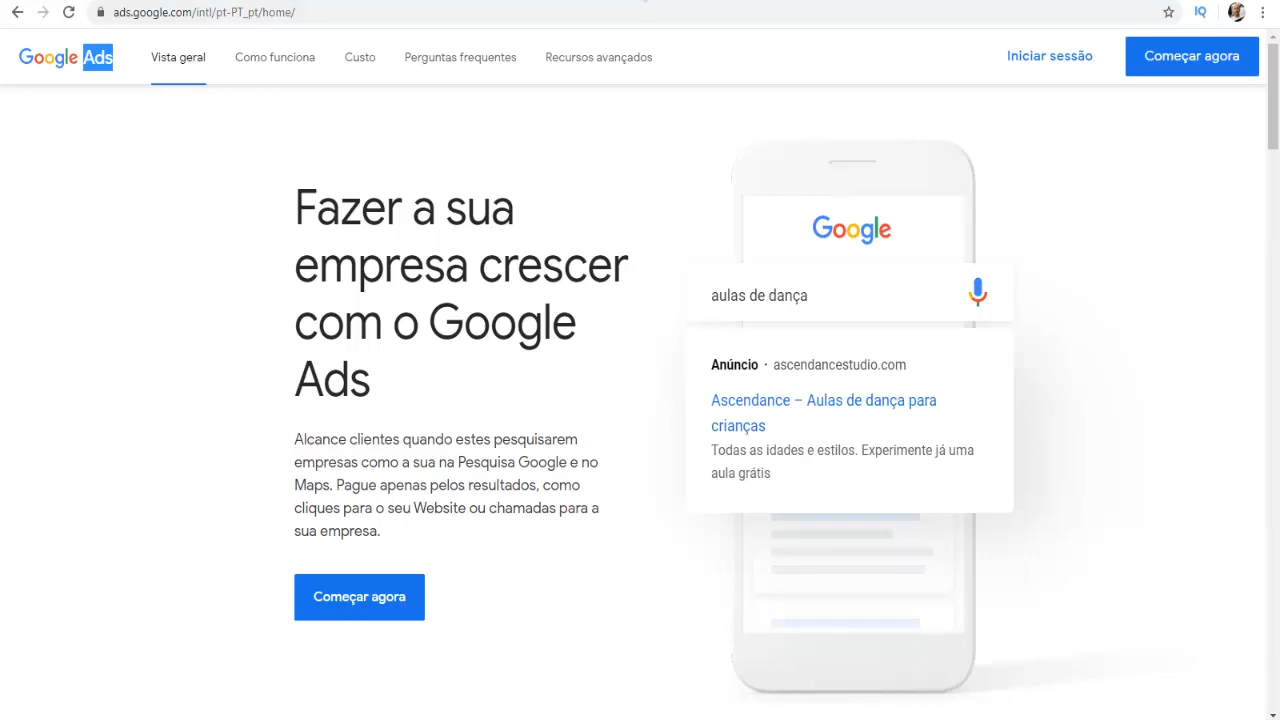 ads.google.com/intl/pt-PT_pt/home/
IQ
Google Ads
Vista geral
Como funciona
Custo
Perguntas frequentes
Recursos avançados
Iniciar sessão
Começar agora
Fazer a sua
empresa crescer
com o Google
Ads
Alcance clientes quando estes pesquisarem
empresas como a sua na Pesquisa Google e no
Maps. Pague apenas pelos resultados, como
cliques para o seu Website ou chamadas para a
sua empresa.
Começar agora
Google
aulas de dança
Anúncio · ascendancestudio.com
Ascendance – Aulas de dança para
crianças
Todas as idades e estilos. Experimente já uma
aula grátis